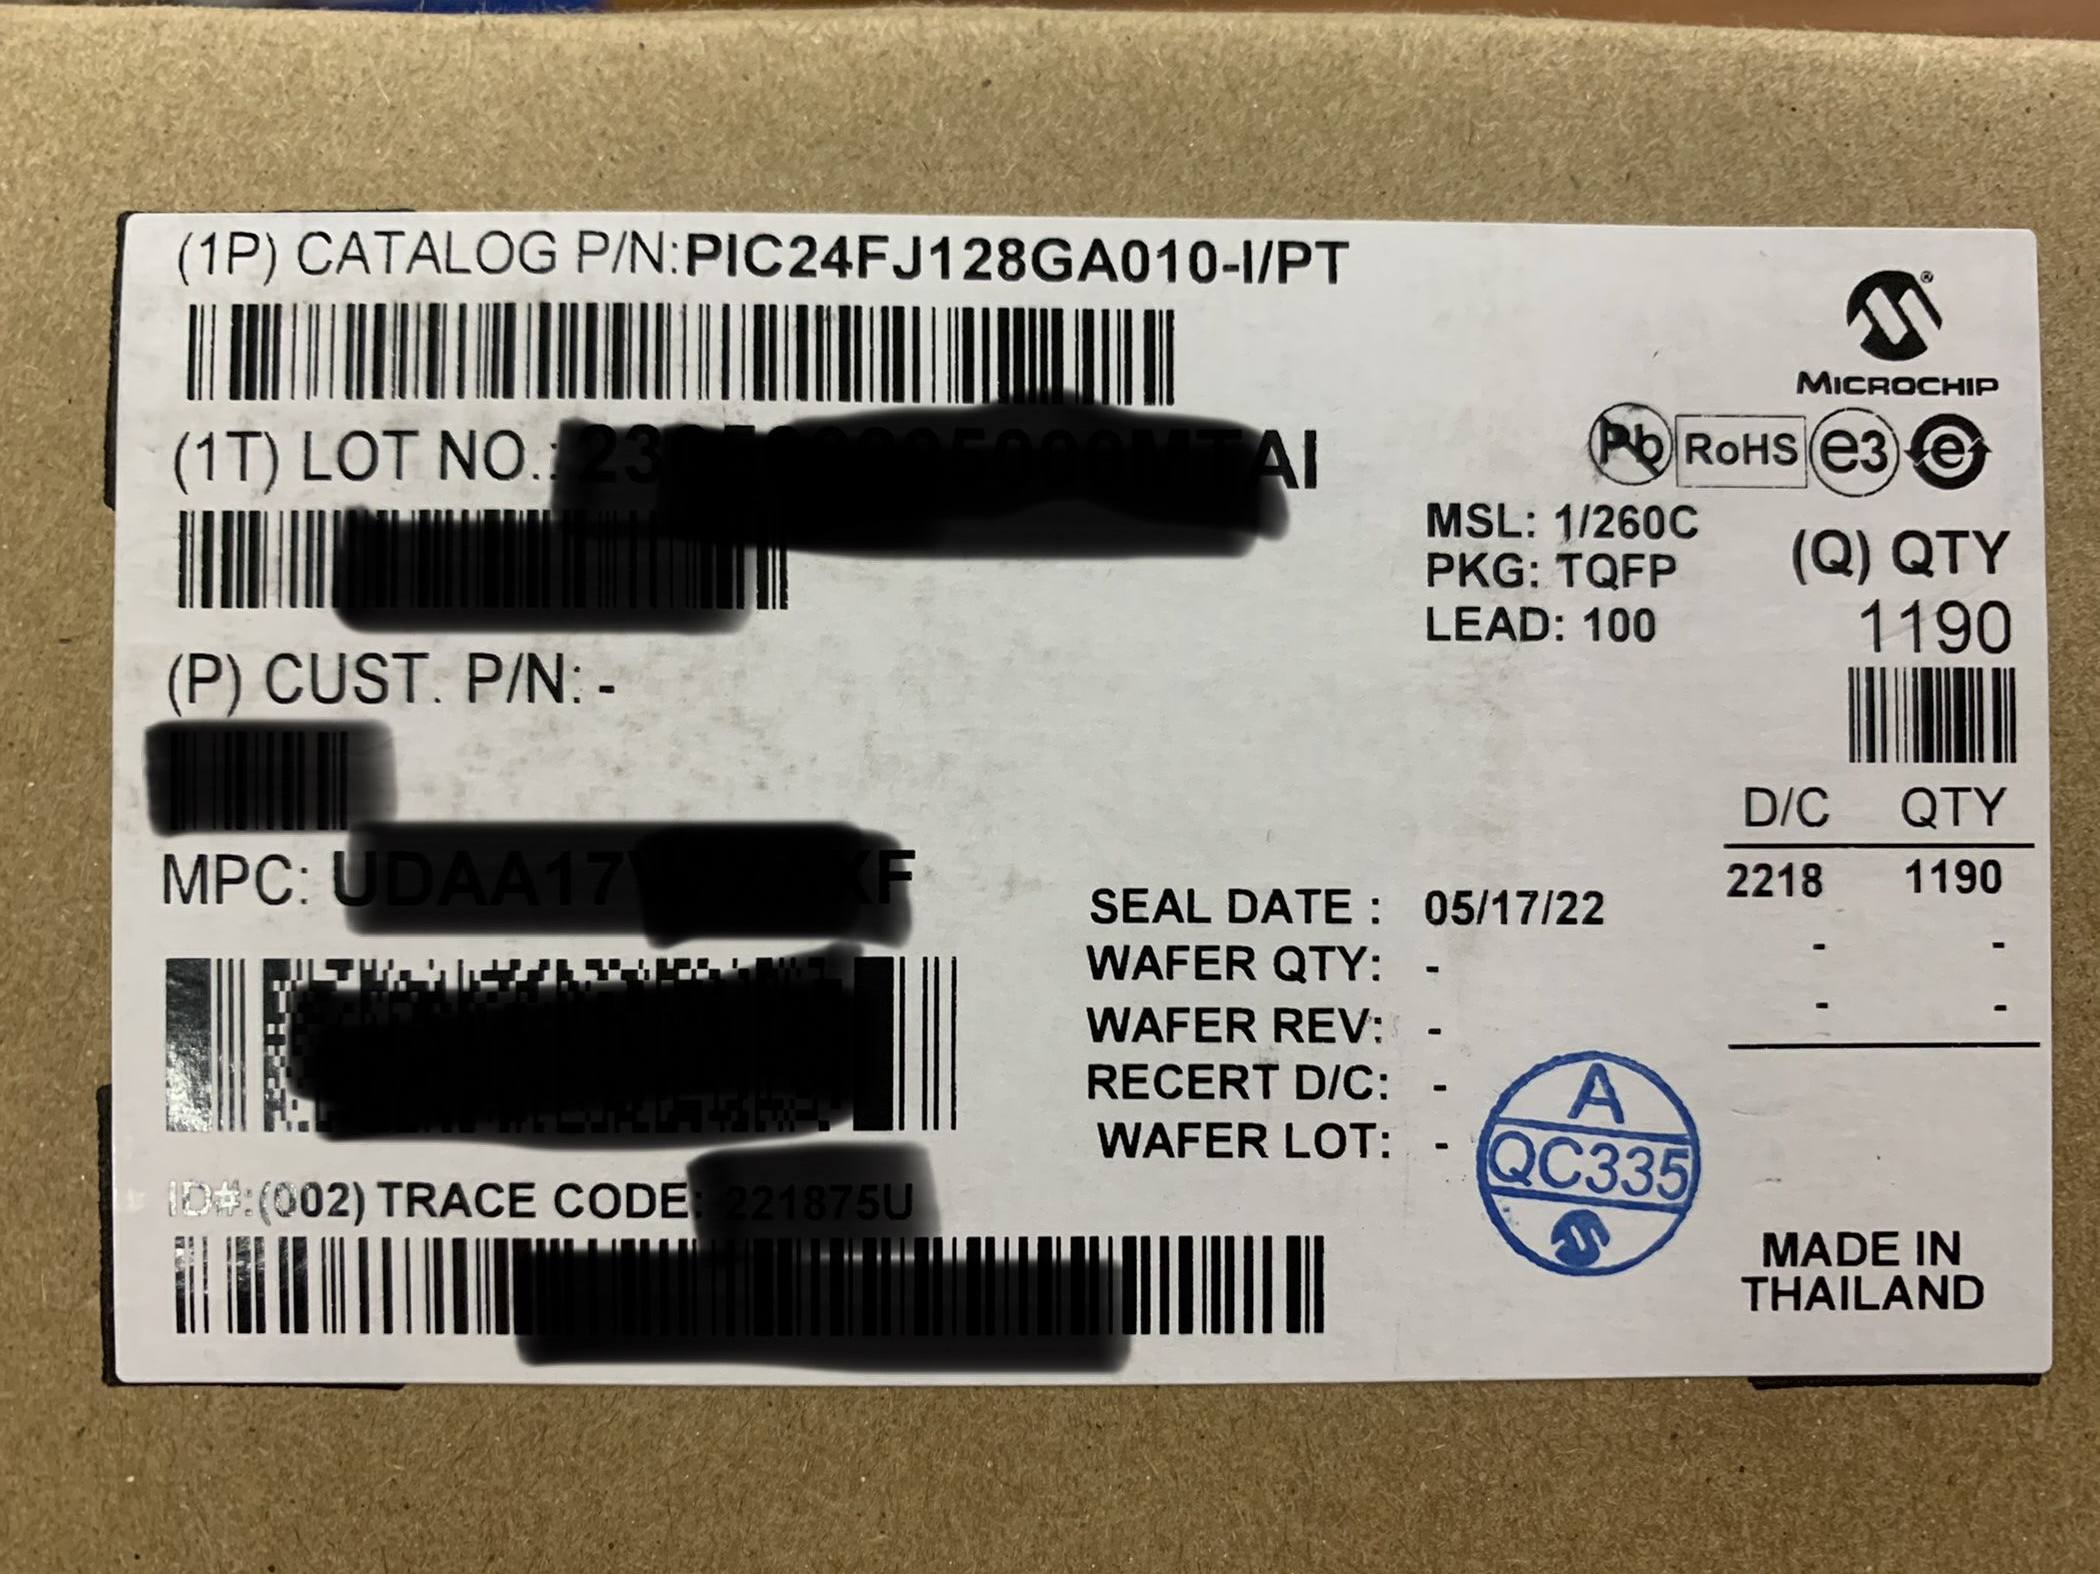 (1P) CATALOG P/N:PIC24FJ128GA010-I/PT
MICROCHIP
(1T) LOT NO.:
Pb RoHS e3 e
MSL: 1/260C
PKG: TQFP
LEAD: 100
(Q) QTY
1190
(P) CUST. P/N: -
D/C QTY
2218 1190
- -
- -
MPC:
SEAL DATE : 05/17/22
WAFER QTY: -
WAFER REV: -
RECERT D/C: -
WAFER LOT: -
A
QC335
ID#:(002) TRACE CODE: 221875U
MADE IN
THAILAND